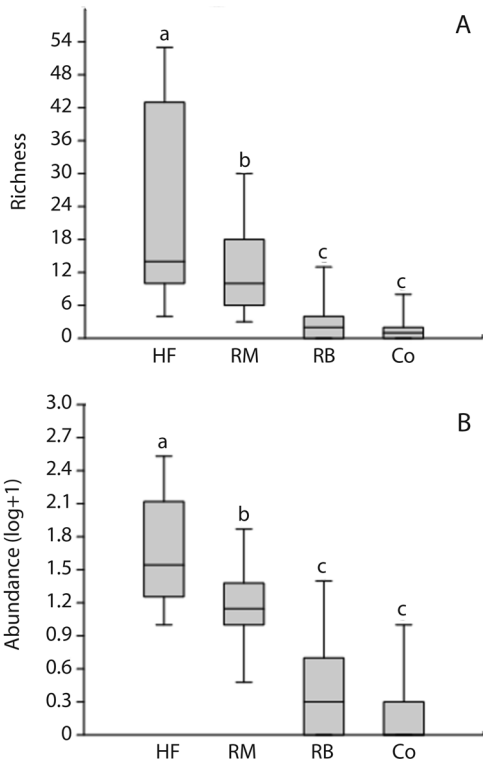 A
Richness
54
48
42
36
30
24
18
12
6
0
a
b
c
c
HF RM RB Co
B
Abundance (log+1)
3.0
2.7
2.4
2.1
1.8
1.5
1.2
0.9
0.6
0.3
0
a
b
c
c
HF RM RB Co